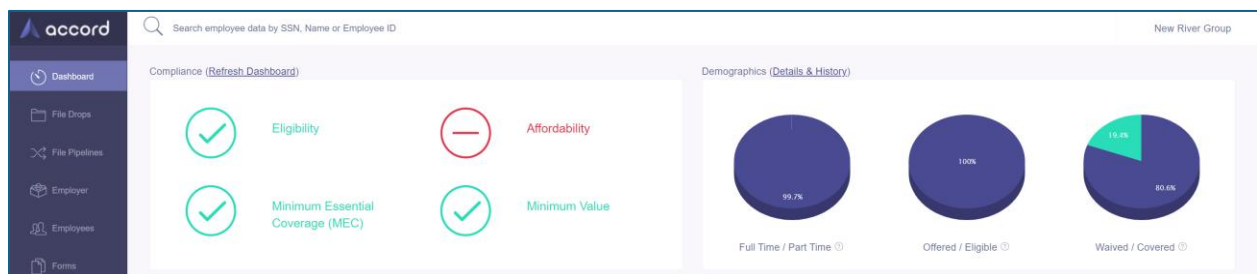 accord
Search employee data by SSN, Name or Employee ID
New River Group
Dashboard
File Drops
File Pipelines
Employer
Employees
Forms
Compliance (Refresh Dashboard)
Eligibility
Affordability
Minimum Essential
Coverage (MEC)
Minimum Value
Demographics (Details & History)
99.7%
Full Time / Part Time
100%
Offered / Eligible
19.4%
80.6%
Waived / Covered